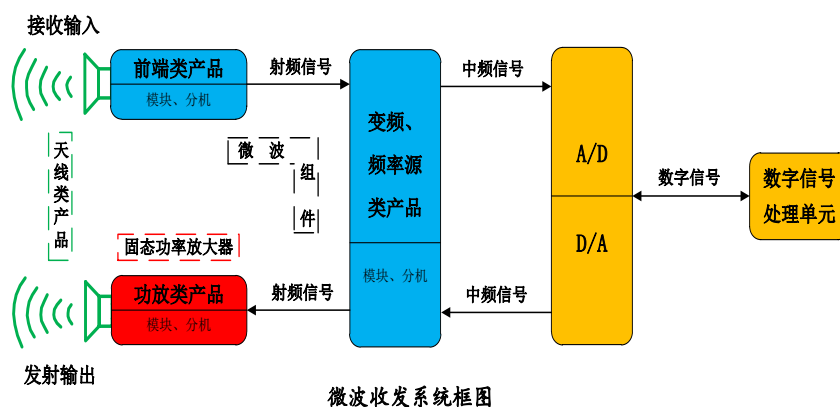 接收输入
前端类产品
模块、分机
射频信号
中频信号
变频、
频率源
类产品
模块、分机
A/D
D/A
数字信号
数字信号
处理单元
天线类产品
微波
组件
固态功率放大器
功放类产品
模块、分机
射频信号
中频信号
发射输出
微波收发系统框图